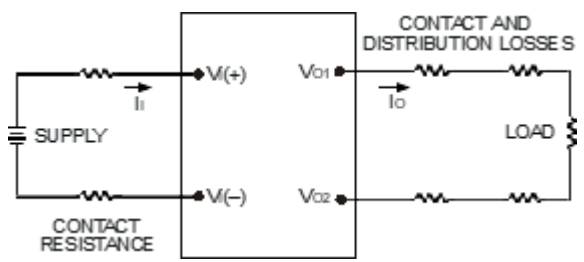 CONTACT AND
DISTRIBUTION LOSSES
VI(+)
VO1
II
IO
SUPPLY
LOAD
VI(–)
VO2
CONTACT
RESISTANCE